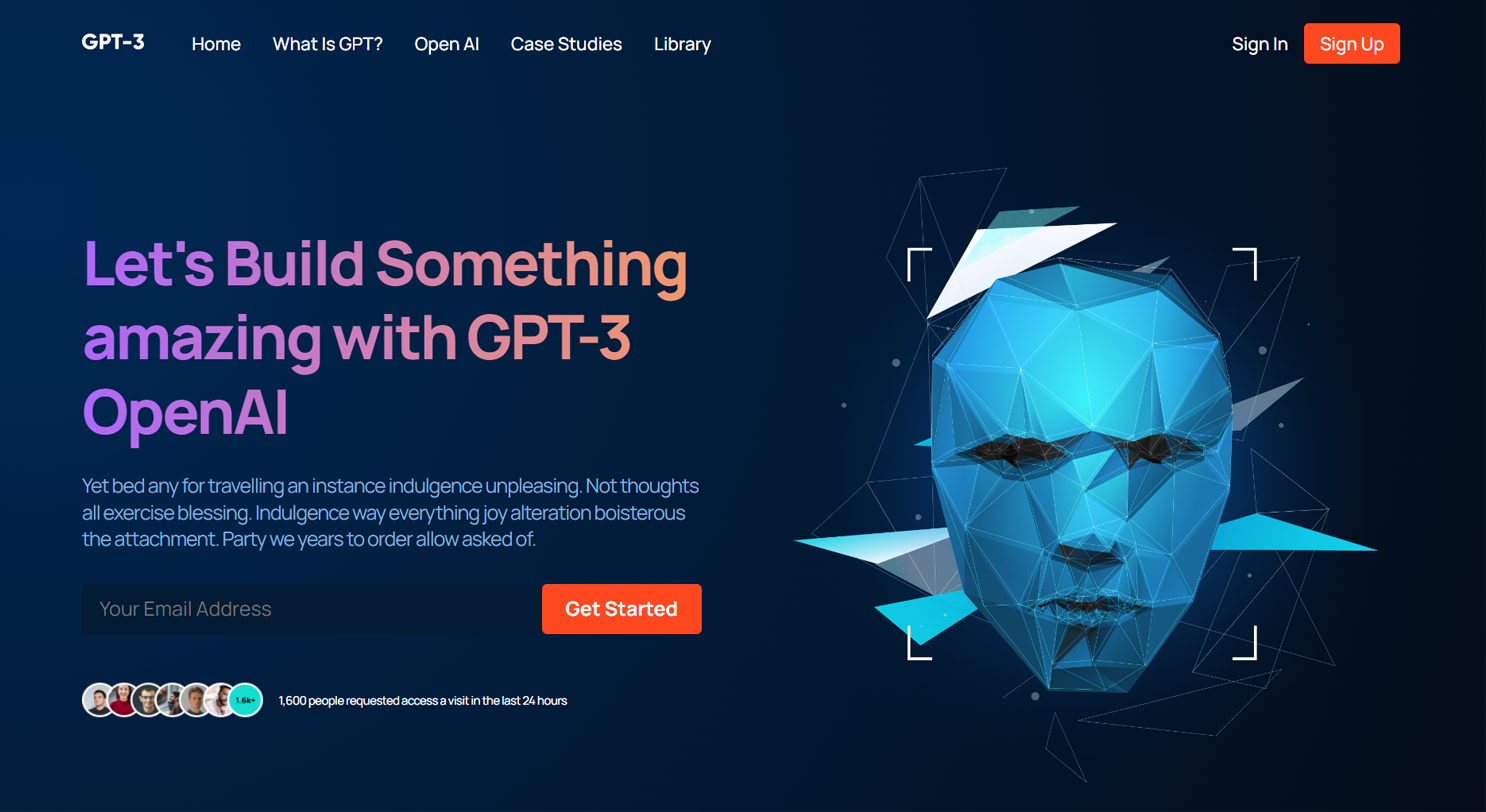 GPT-3
Home
What Is GPT?
Open AI
Case Studies
Library
Sign In
Sign Up
Let's Build Something
amazing with GPT-3
OpenAI
Yet bed any for travelling an instance indulgence unpleasing. Not thoughts
all exercise blessing. Indulgence way everything joy alteration boisterous
the attachment. Party we years to order allow asked of.
Your Email Address
Get Started
1.6k+
1,600 people requested access a visit in the last 24 hours